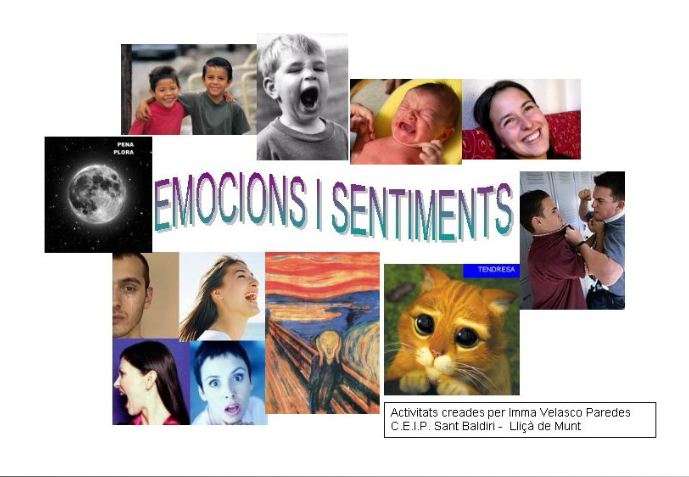 PENA
PLORA
EMOCIONS I SENTIMENTS
TENDRESA
Activitats creades per Imma Velasco Paredes
C.E.I.P. Sant Baldiri - Lliçà de Munt